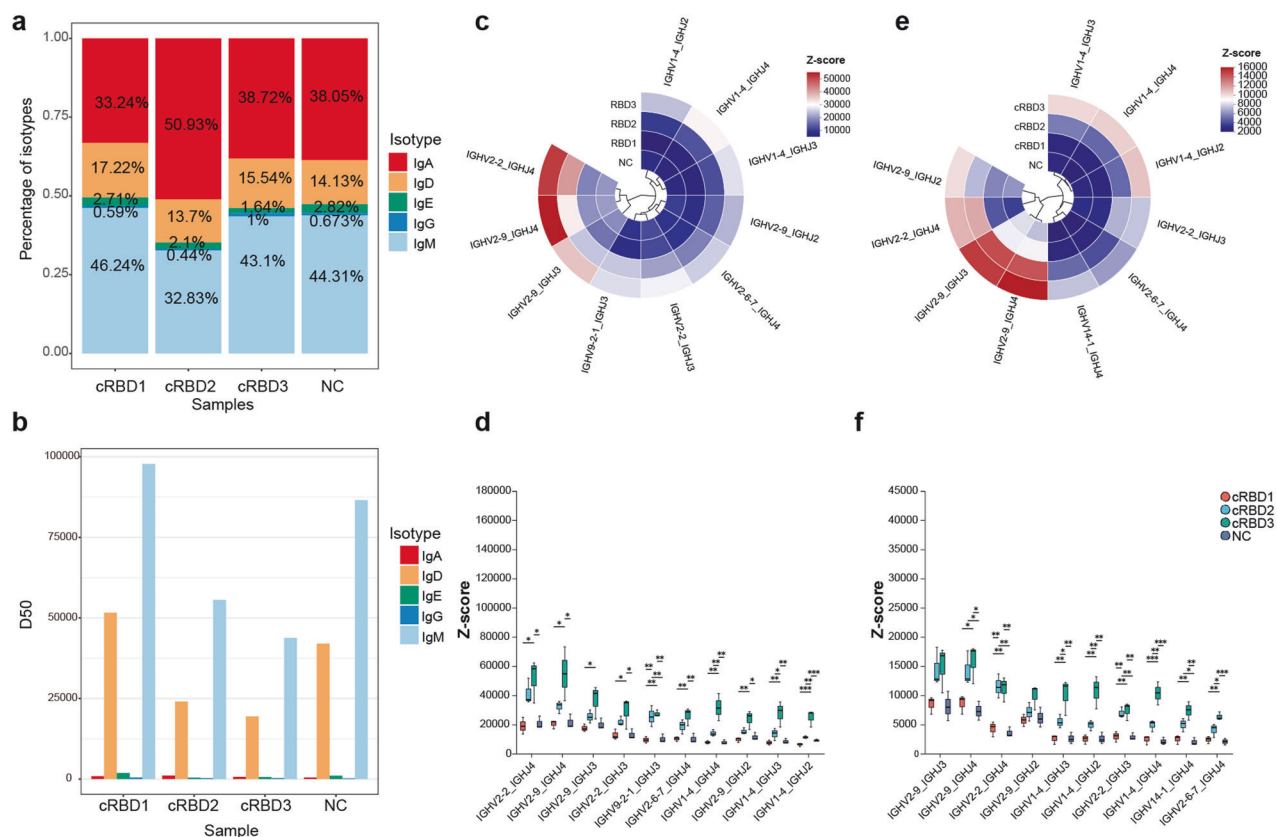 a
Percentage of isotypes
1.00
0.75
0.50
0.25
0.00
33.24%
17.22%
2.71%
0.59%
46.24%
50.93%
13.7%
2.1%
0.44%
32.83%
38.72%
15.54%
1.64%
1%
43.1%
38.05%
14.13%
2.82%
0.673%
44.31%
cRBD1 cRBD2 cRBD3 NC
Samples
Isotype
IgA
IgD
IgE
IgG
IgM
b
D50
100000
75000
50000
25000
0
cRBD1 cRBD2 cRBD3 NC
Sample
Isotype
IgA
IgD
IgE
IgG
IgM
c
IGHV1-4_IGHJ2
IGHV1-4_IGHJ4
IGHV1-4_IGHJ3
IGHV2-9_IGHJ2
IGHV2-6-7_IGHJ4
IGHV2-2_IGHJ3
IGHV9-2-1_IGHJ3
IGHV2-9_IGHJ3
IGHV2-9_IGHJ4
IGHV2-2_IGHJ4
RBD3
RBD2
RBD1
NC
Z-score
50000
40000
30000
20000
10000
d
Z-score
180000
160000
140000
120000
100000
80000
60000
40000
20000
0
* *
* *
*
* *
** ** ** **
** **
** ** **
** *
** * **
*** ** ***
IGHV2-2_IGHJ4
IGHV2-9_IGHJ4
IGHV2-9_IGHJ3
IGHV2-2_IGHJ3
IGHV9-2-1_IGHJ3
IGHV2-6-7_IGHJ4
IGHV1-4_IGHJ4
IGHV2-9_IGHJ2
IGHV1-4_IGHJ3
IGHV1-4_IGHJ2
e
IGHV1-4_IGHJ3
IGHV1-4_IGHJ4
IGHV1-4_IGHJ2
IGHV2-2_IGHJ3
IGHV2-6-7_IGHJ4
IGHV14-1_IGHJ4
IGHV2-9_IGHJ4
IGHV2-9_IGHJ3
IGHV2-2_IGHJ4
IGHV2-9_IGHJ2
cRBD3
cRBD2
cRBD1
NC
Z-score
16000
14000
12000
10000
8000
6000
4000
2000
f
Z-score
45000
40000
35000
30000
25000
20000
15000
10000
5000
0
cRBD1
cRBD2
cRBD3
NC
* * *
** ** ** **
** * **
** ** **
** ** **
*** ** ***
** * **
** * ***
IGHV2-9_IGHJ3
IGHV2-9_IGHJ4
IGHV2-2_IGHJ4
IGHV2-9_IGHJ2
IGHV1-4_IGHJ3
IGHV1-4_IGHJ2
IGHV2-2_IGHJ3
IGHV1-4_IGHJ4
IGHV14-1_IGHJ4
IGHV2-6-7_IGHJ4